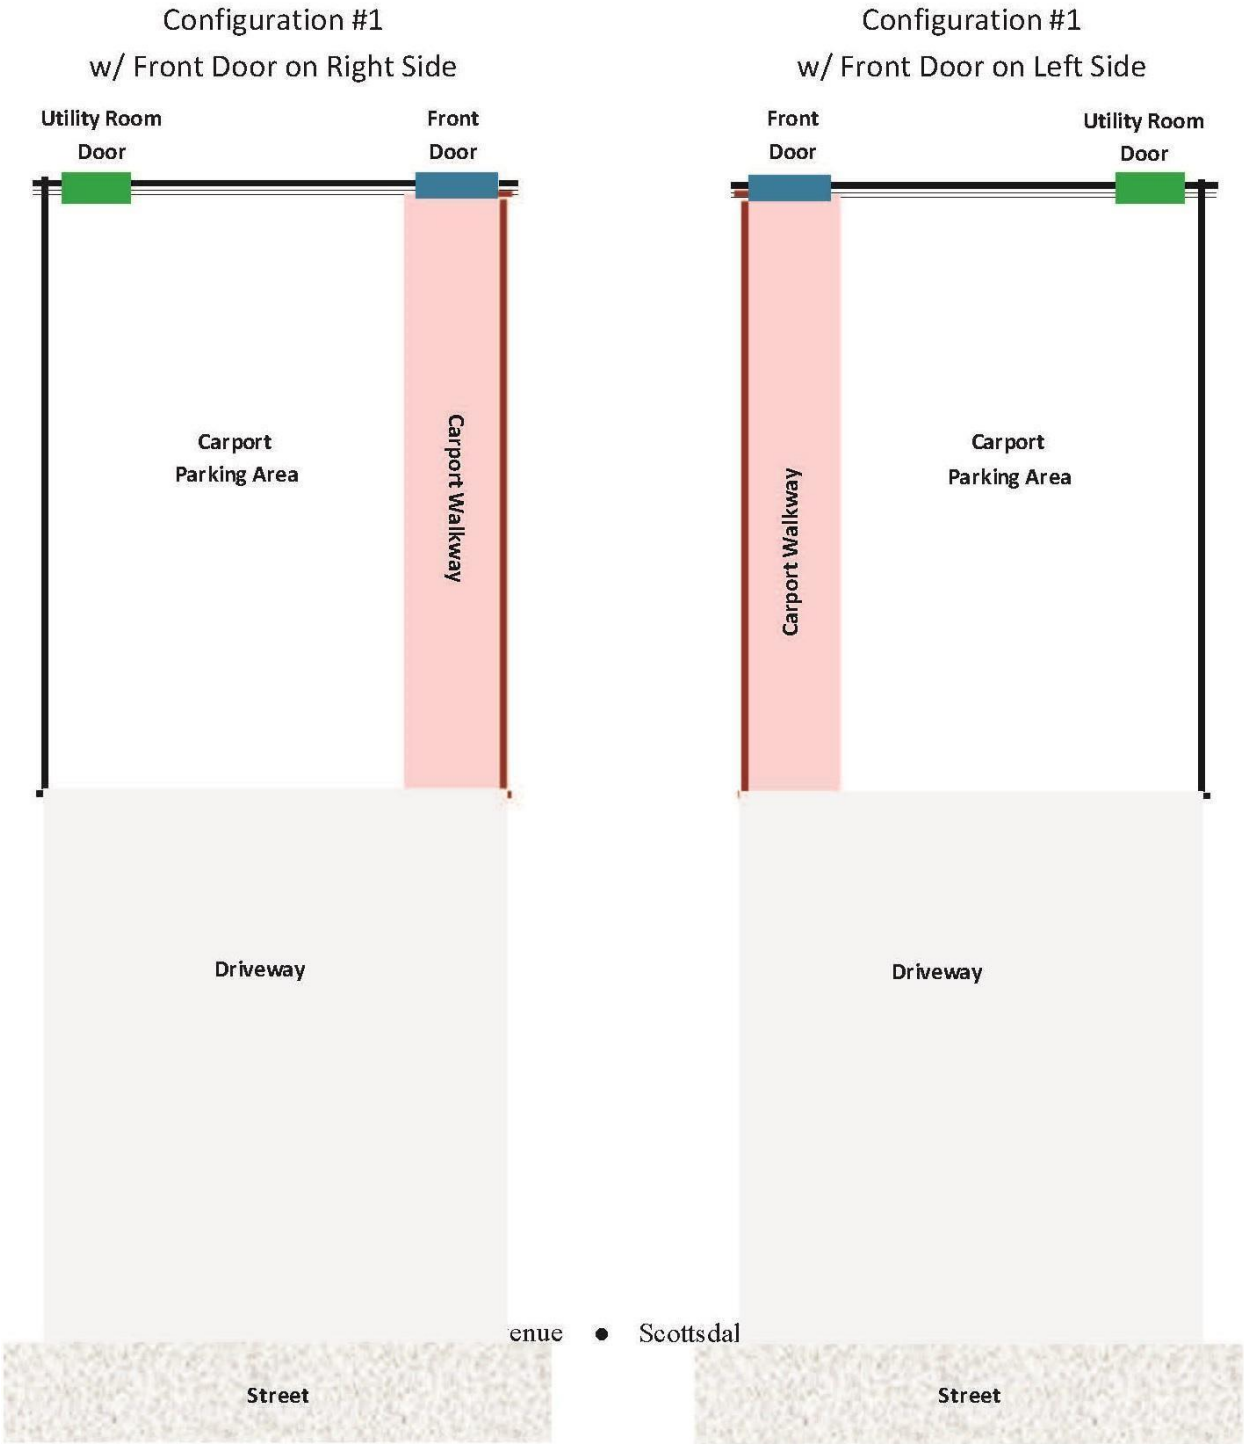 Configuration #1
w/ Front Door on Right Side
Utility Room
Door
Front
Door
Carport
Parking Area
Carport Walkway
Driveway
Street
Configuration #1
w/ Front Door on Left Side
Front
Door
Utility Room
Door
Carport Walkway
Carport
Parking Area
Driveway
enue ● Scottsdal
Street